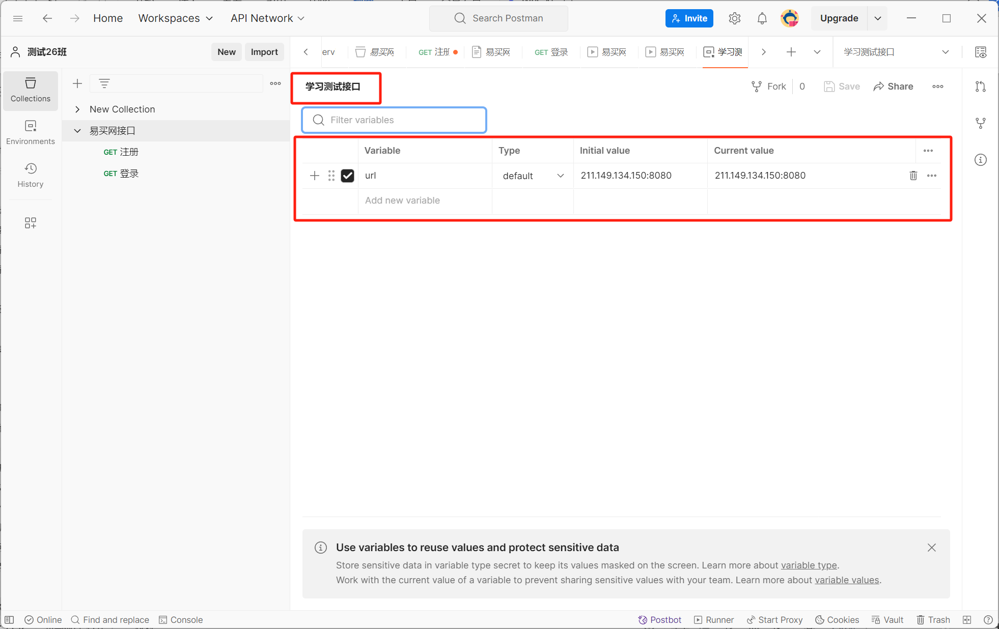 Home Workspaces API Network Search Postman Invite Upgrade
测试26班 New Import erv 易买网 GET 注册 易买网 GET 登录 易买网 易买网 学习测 学习测试接口
Collections
Environments
History
New Collection
易买网接口
GET 注册
GET 登录
学习测试接口 Fork 0 Save Share
Filter variables
Variable Type Initial value Current value
url default 211.149.134.150:8080 211.149.134.150:8080
Add new variable
Use variables to reuse values and protect sensitive data
Store sensitive data in variable type secret to keep its values masked on the screen. Learn more about variable type.
Work with the current value of a variable to prevent sharing sensitive values with your team. Learn more about variable values.
Online Find and replace Console Postbot Runner Start Proxy Cookies Vault Trash